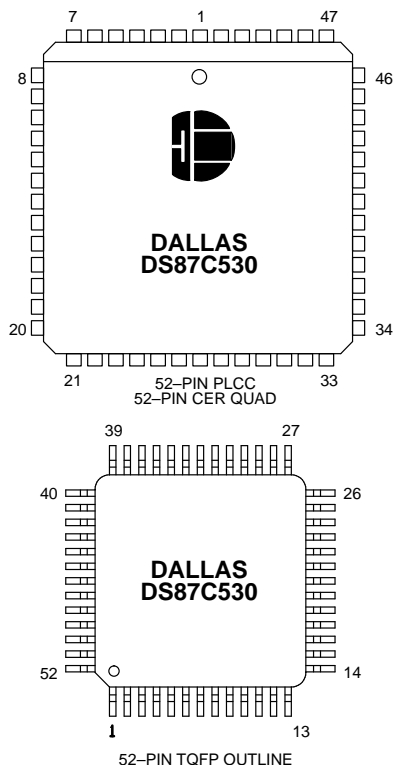 7 1 47
8 46
DALLAS
DS87C530
20 34
21 33
52–PIN PLCC
52–PIN CER QUAD
39 27
40 26
DALLAS
DS87C530
52 14
1 13
52–PIN TQFP OUTLINE